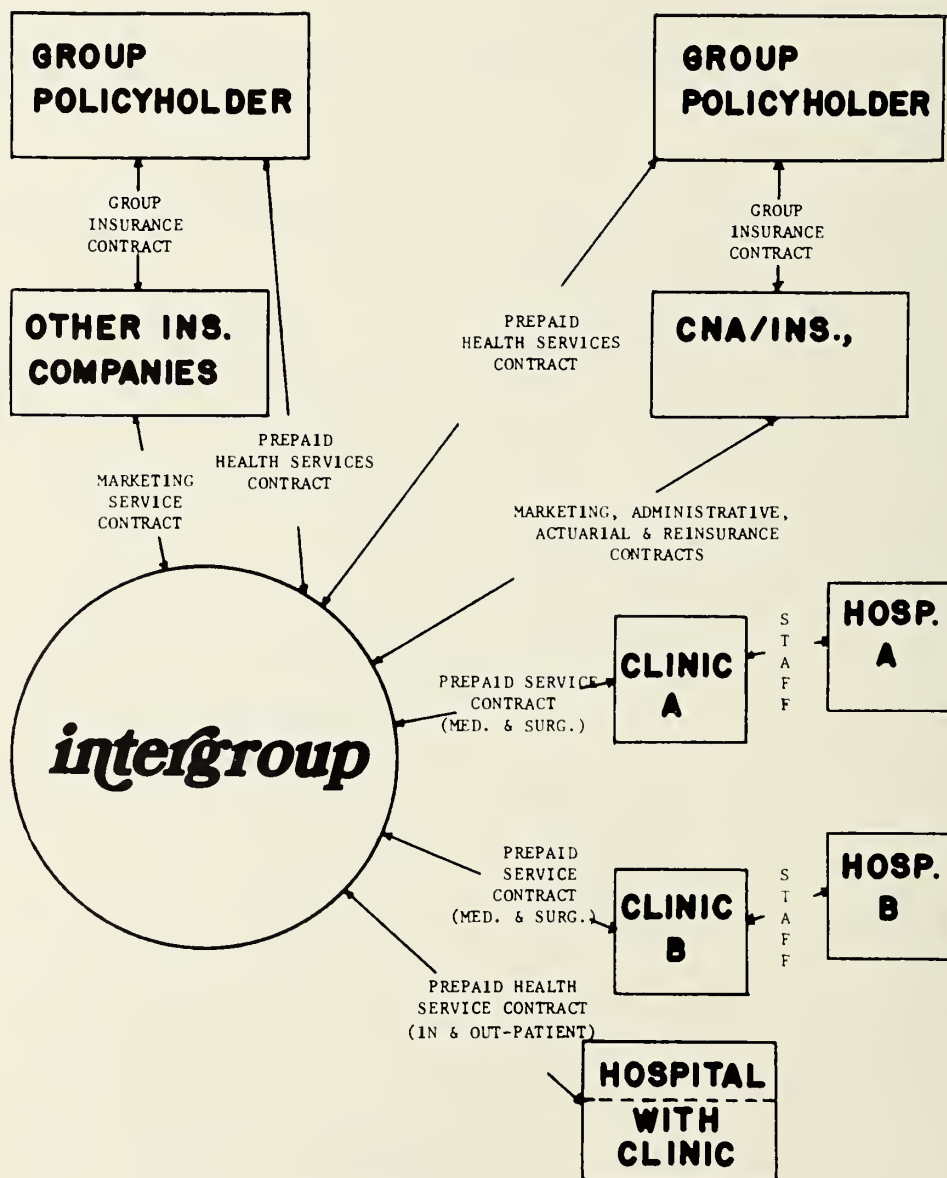 GROUP
POLICYHOLDER
GROUP
POLICYHOLDER
GROUP
INSURANCE
CONTRACT
GROUP
INSURANCE
CONTRACT
OTHER INS.
COMPANIES
PREPAID
HEALTH SERVICES
CONTRACT
CNA/INS.,
PREPAID
HEALTH SERVICES
CONTRACT
MARKETING
SERVICE
CONTRACT
MARKETING, ADMINISTRATIVE,
ACTUARIAL & REINSURANCE
CONTRACTS
intergroup
PREPAID SERVICE
CONTRACT
(MED. & SURG.)
CLINIC
A
STAFF
HOSP.
A
PREPAID
SERVICE
CONTRACT
(MED. & SURG.)
CLINIC
B
STAFF
HOSP.
B
PREPAID HEALTH
SERVICE CONTRACT
(IN & OUT-PATIENT)
HOSPITAL
WITH
CLINIC